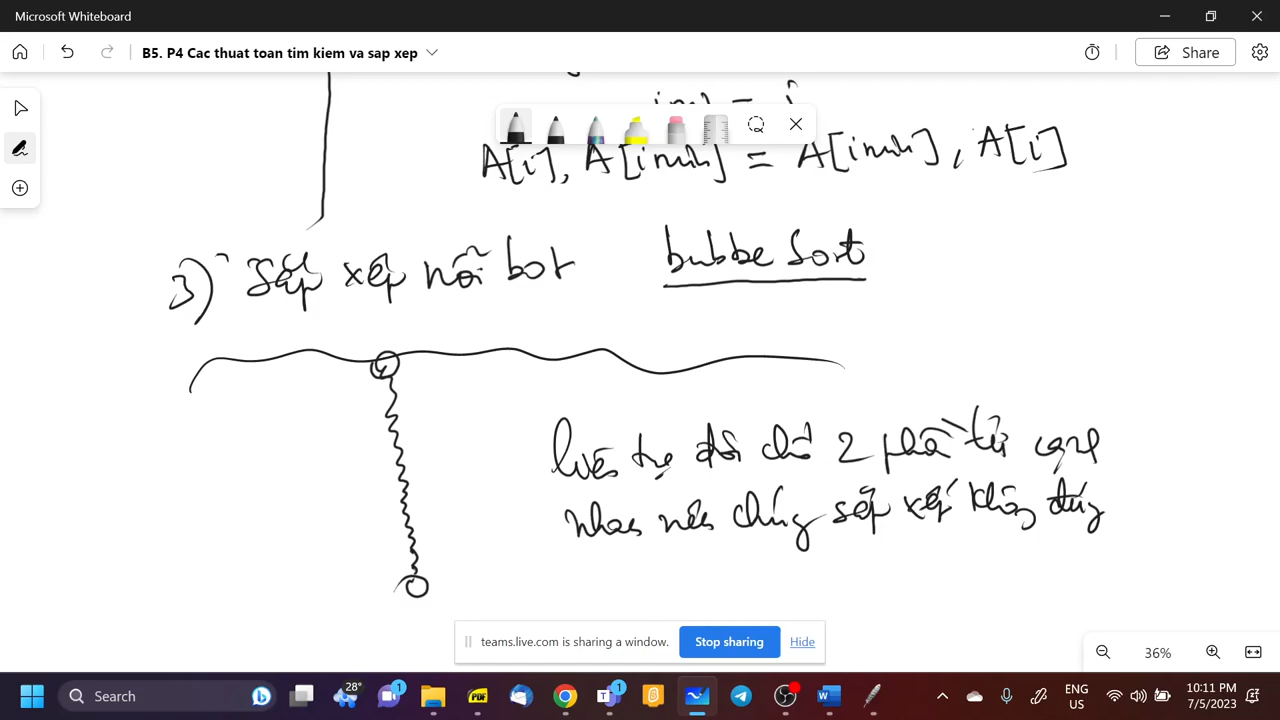 Microsoft Whiteboard
B5. P4 Cac thuat toan tim kiem va sap xep
Share
imin = i
A[i], A[imin] = A[imin], A[i]
3) Sắp xếp nổi bọt
bubbe Sort
liên tục đổi chỗ 2 phần tử cạnh
nhau nếu chúng sắp xếp không đúng
teams.live.com is sharing a window.
Stop sharing
Hide
36%
Search
28°
1
1
ENG
US
10:11 PM
7/5/2023